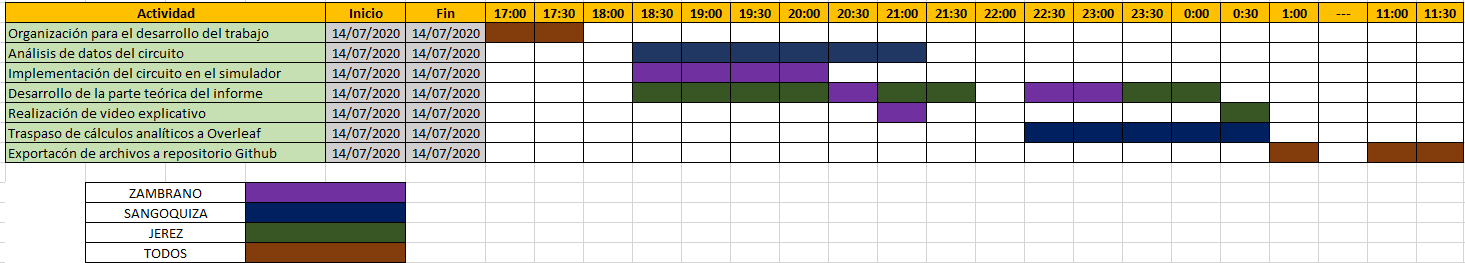 Actividad Inicio Fin 17:00 17:30 18:00 18:30 19:00 19:30 20:00 20:30 21:00 21:30 22:00 22:30 23:00 23:30 0:00 0:30 1:00 --- 11:00 11:30
Organización para el desarrollo del trabajo 14/07/2020 14/07/2020
Análisis de datos del circuito 14/07/2020 14/07/2020
Implementación del circuito en el simulador 14/07/2020 14/07/2020
Desarrollo de la parte teórica del informe 14/07/2020 14/07/2020
Realización de video explicativo 14/07/2020 14/07/2020
Traspaso de cálculos analíticos a Overleaf 14/07/2020 14/07/2020
Exportacón de archivos a repositorio Github 14/07/2020 14/07/2020
ZAMBRANO
SANGOQUIZA
JEREZ
TODOS